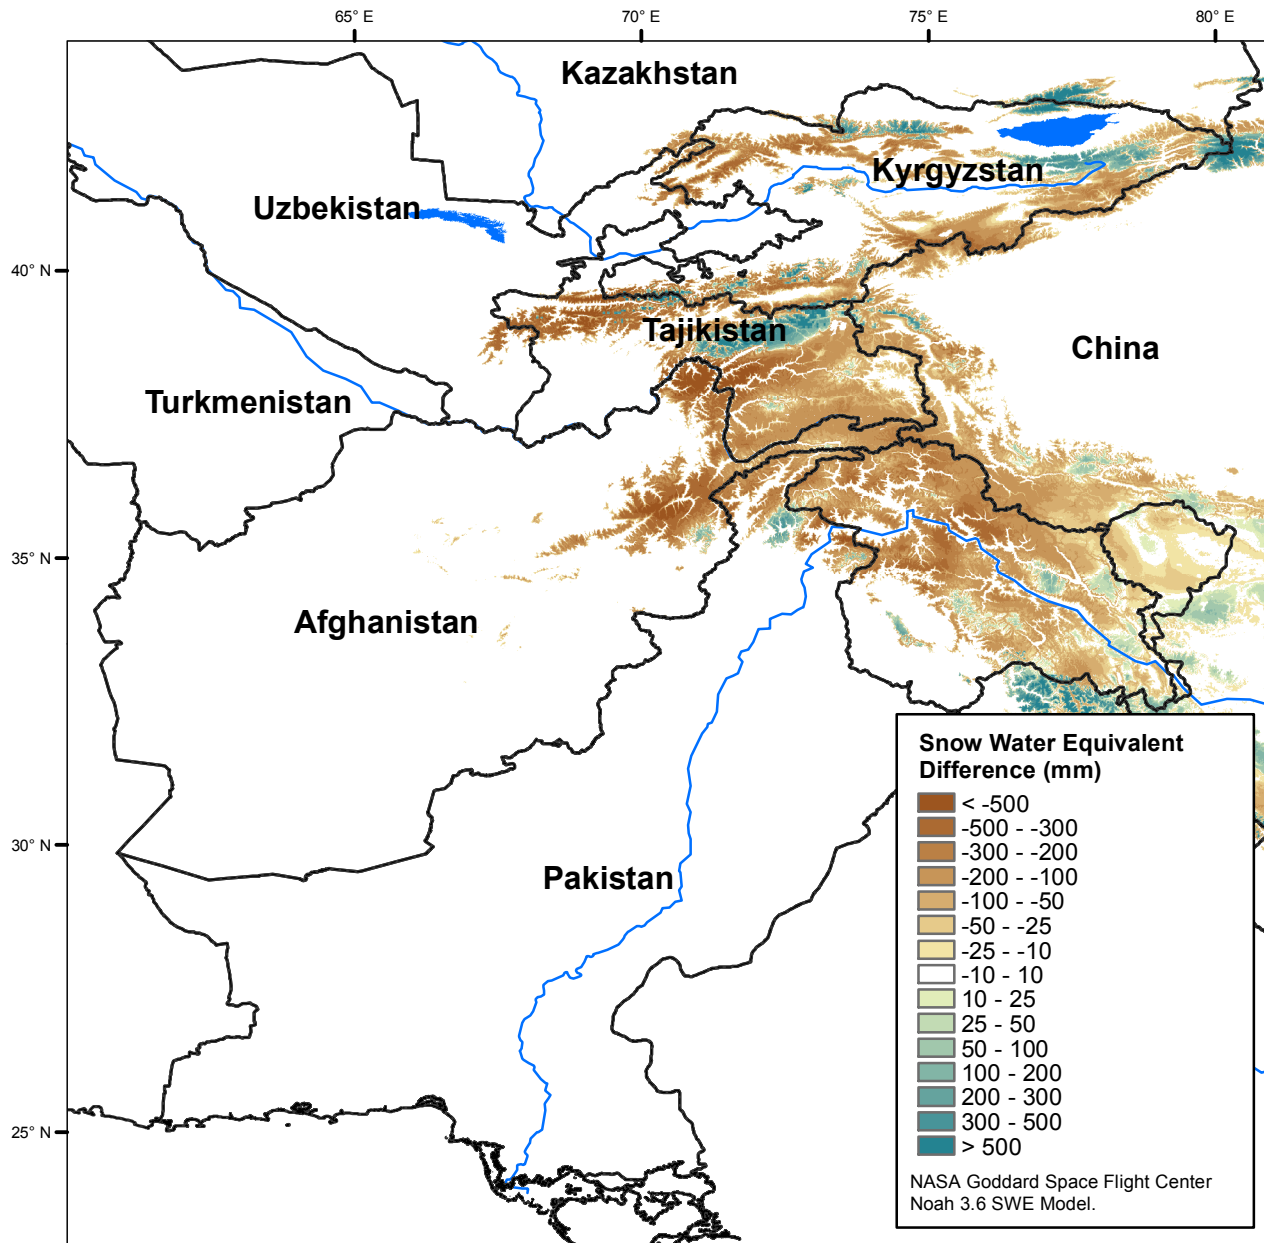 65° E
70° E
75° E
80° E
Kazakhstan
Kyrgyzstan
Uzbekistan
40° N
Tajikistan
China
Turkmenistan
35° N
Afghanistan
Snow Water Equivalent
Difference (mm)
< -500
-500 - -300
-300 - -200
-200 - -100
-100 - -50
-50 - -25
-25 - -10
-10 - 10
10 - 25
25 - 50
50 - 100
100 - 200
200 - 300
300 - 500
> 500
30° N
Pakistan
25° N
NASA Goddard Space Flight Center
Noah 3.6 SWE Model.